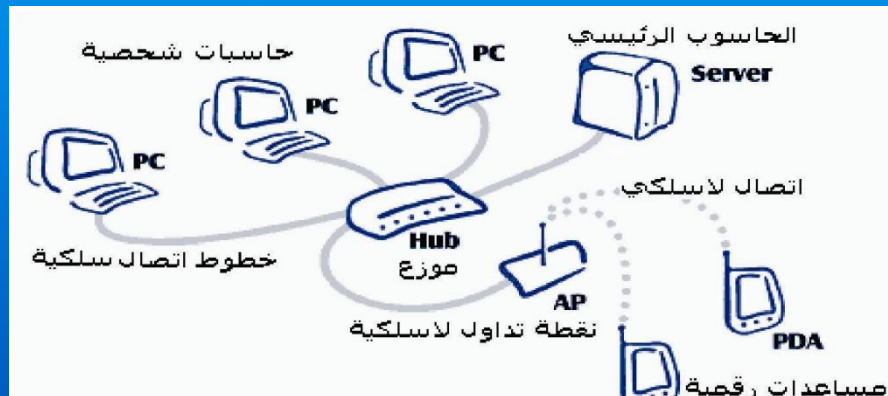 الحاسوب الرئيسي
Server
PC
حاسبات شخصية
PC
PC
اتصال لاسلكي
Hub
موزع
خطوط اتصال سلكية
AP
نقطة تداول لاسلكية
PDA
مساعدات رقمية